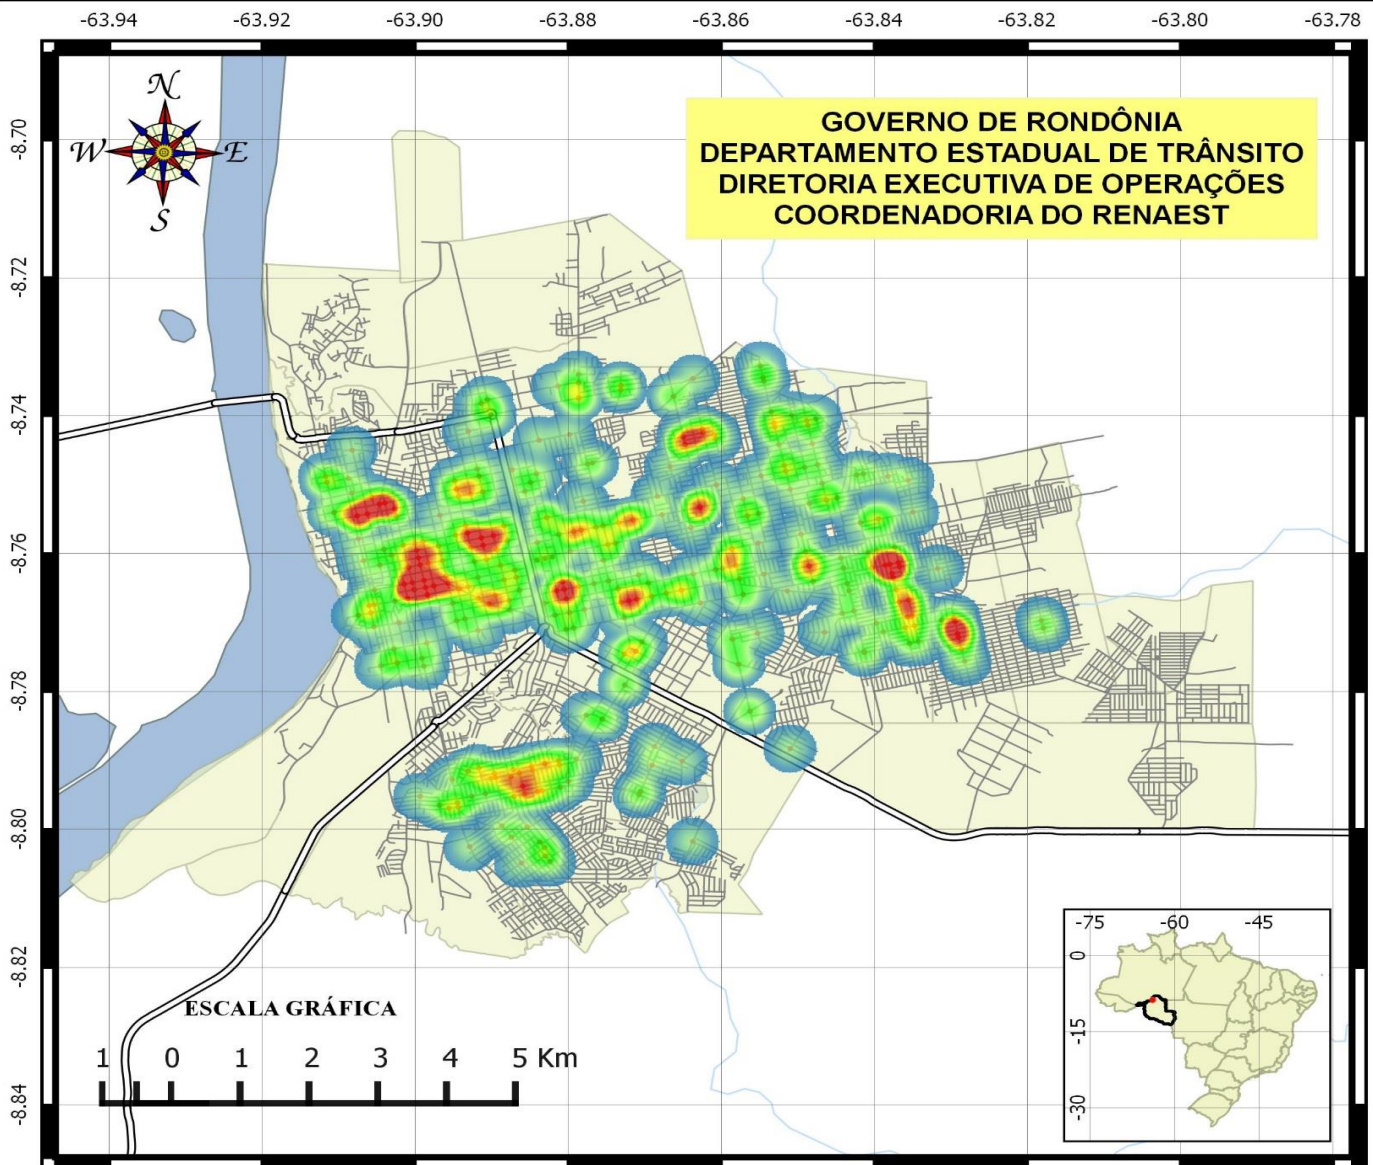 -63.94 -63.92 -63.90 -63.88 -63.86 -63.84 -63.82 -63.80 -63.78
N
W E
S
GOVERNO DE RONDÔNIA
DEPARTAMENTO ESTADUAL DE TRÂNSITO
DIRETORIA EXECUTIVA DE OPERAÇÕES
COORDENADORIA DO RENAEST
-8.70
-8.72
-8.74
-8.76
-8.78
-8.80
-8.82
-8.84
ESCALA GRÁFICA
1 0 1 2 3 4 5 Km
-75 -60 -45
0
-15
-30